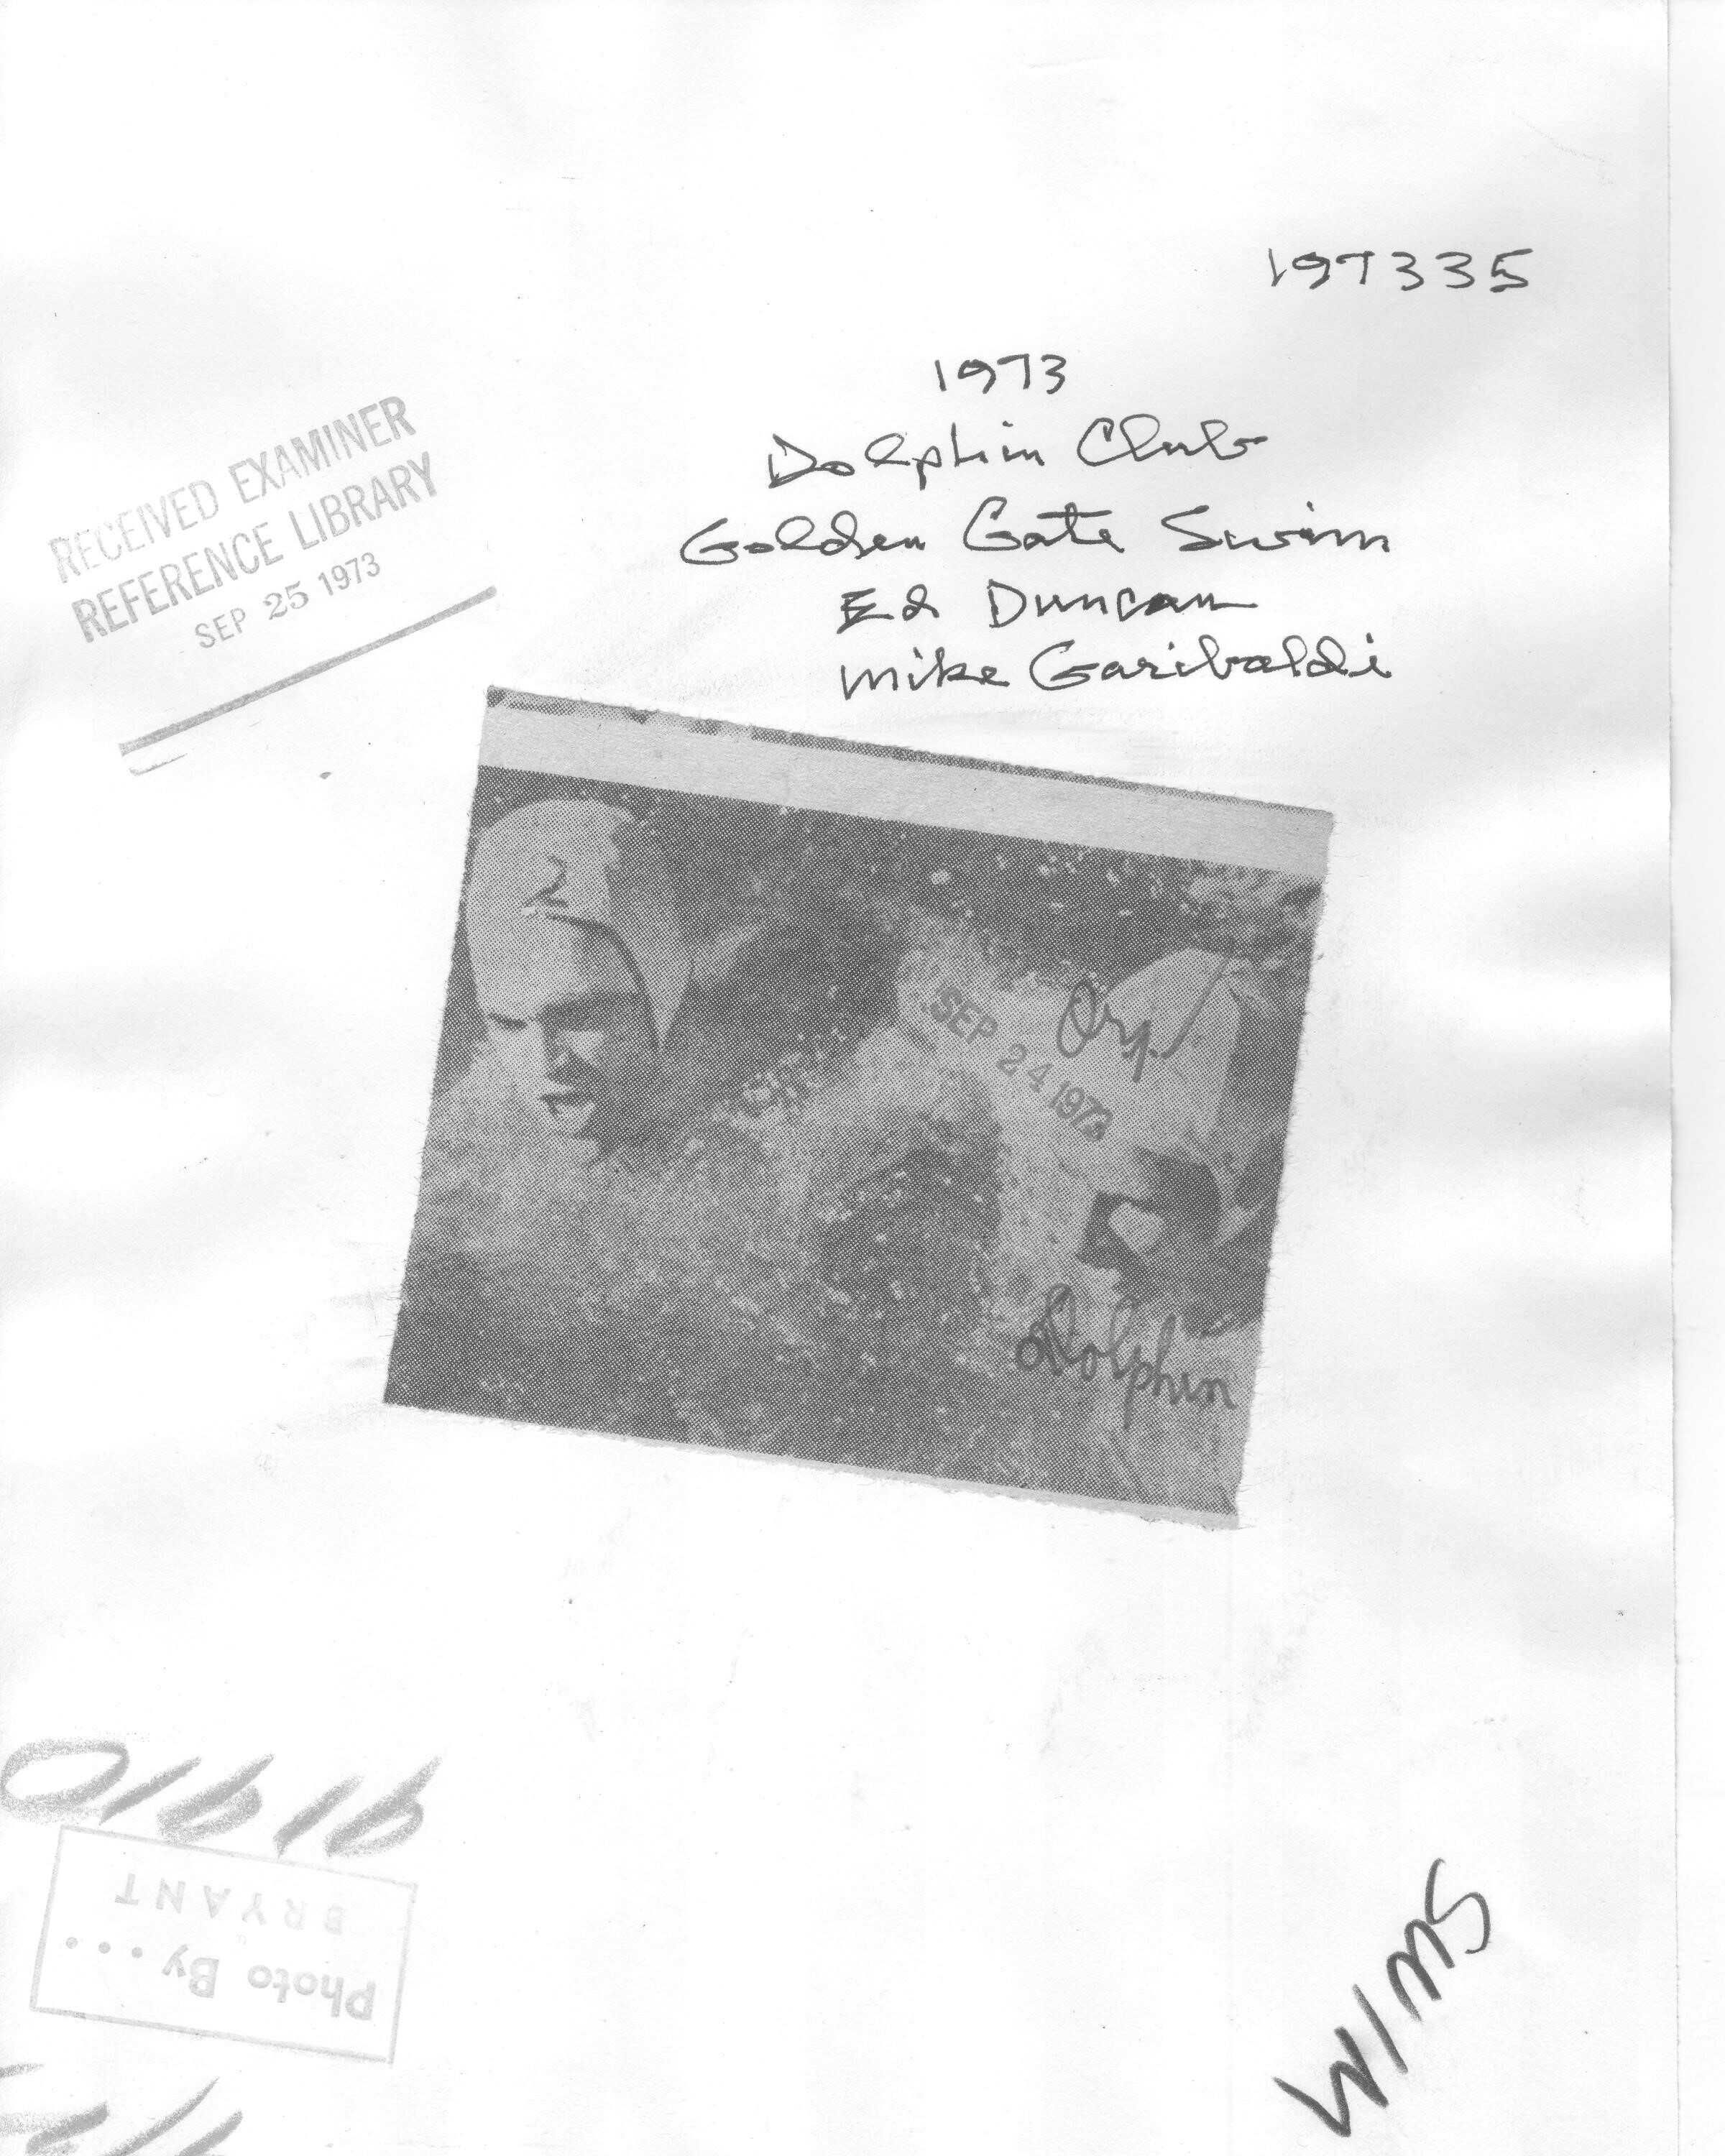 197335
1973
Dolphin Club
Golden Gate Swim
Ed Duncan
Mike Garibaldi
RECEIVED EXAMINER
REFERENCE LIBRARY
SEP 25 1973
2
Orig.
SEP 24 1973
Dolphin
Photo By...
BRYANT
SWIM